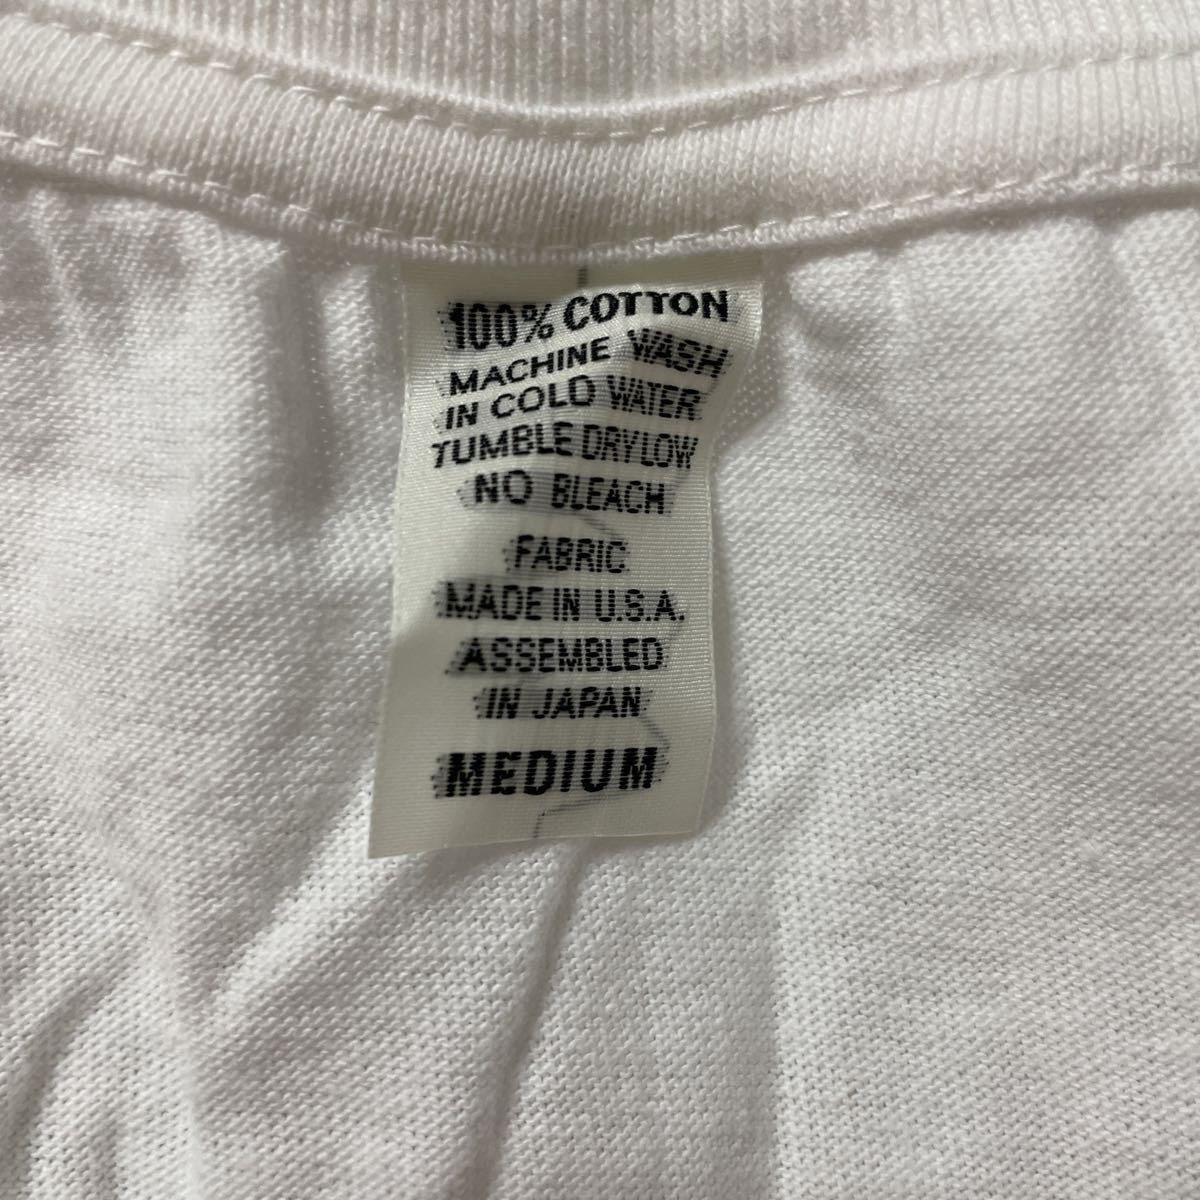 100% COTTON
MACHINE WASH
IN COLD WATER
TUMBLE DRY LOW
NO BLEACH
FABRIC
MADE IN U.S.A.
ASSEMBLED
IN JAPAN
MEDIUM